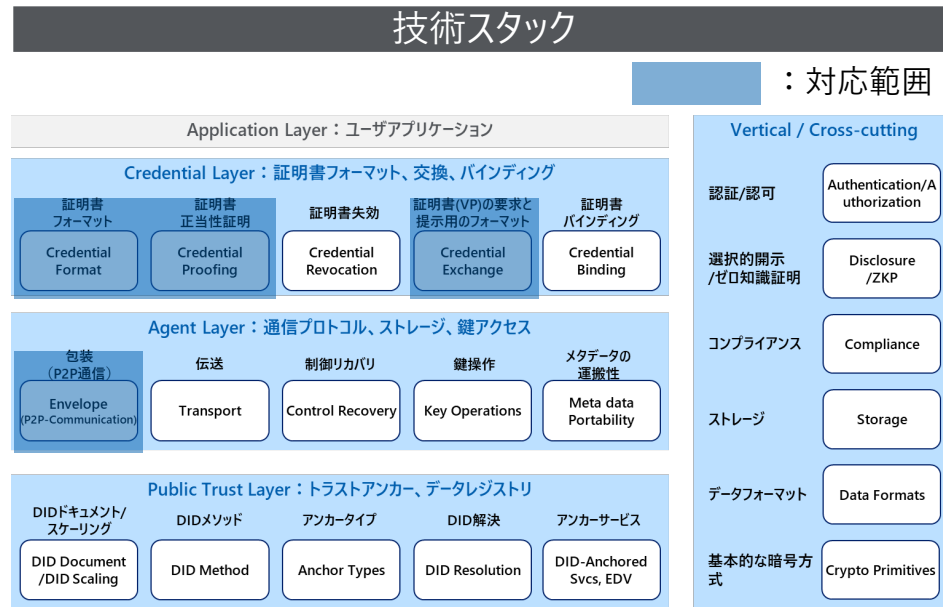 技術スタック
：対応範囲
Application Layer：ユーザアプリケーション
Credential Layer：証明書フォーマット、交換、バインディング
証明書
フォーマット
Credential
Format
証明書
正当性証明
Credential
Proofing
証明書失効
Credential
Revocation
証明書(VP)の要求と
提示用のフォーマット
Credential
Exchange
証明書
バインディング
Credential
Binding
Agent Layer：通信プロトコル、ストレージ、鍵アクセス
包装
（P2P通信）
Envelope
(P2P-Communication)
伝送
Transport
制御リカバリ
Control Recovery
鍵操作
Key Operations
メタデータの
運搬性
Meta data
Portability
Public Trust Layer：トラストアンカー、データレジストリ
DIDドキュメント/
スケーリング
DID Document
/DID Scaling
DIDメソッド
DID Method
アンカータイプ
Anchor Types
DID解決
DID Resolution
アンカーサービス
DID-Anchored
Svcs, EDV
Vertical / Cross-cutting
認証/認可
Authentication/A
uthorization
選択的開示
/ゼロ知識証明
Disclosure
/ZKP
コンプライアンス
Compliance
ストレージ
Storage
データフォーマット
Data Formats
基本的な暗号方
式
Crypto Primitives